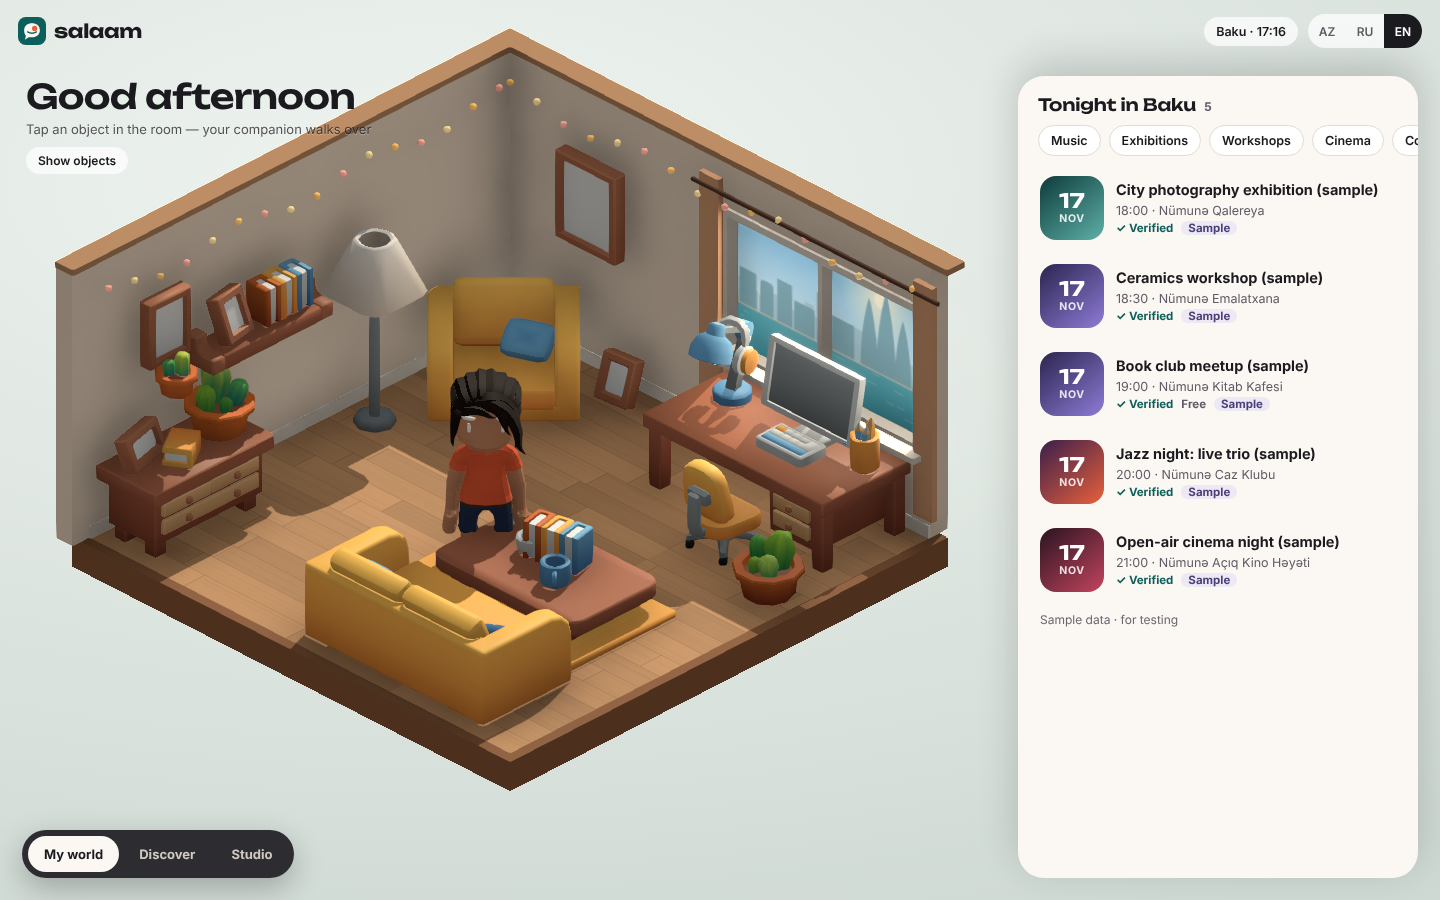 salaam
Baku · 17:16
AZ RU EN
Good afternoon
Tap an object in the room — your companion walks over
Show objects
Tonight in Baku 5
Music Exhibitions Workshops Cinema Co
17 NOV
City photography exhibition (sample)
18:00 · Nümunə Qalereya
✓ Verified Sample
17 NOV
Ceramics workshop (sample)
18:30 · Nümunə Emalatxana
✓ Verified Sample
17 NOV
Book club meetup (sample)
19:00 · Nümunə Kitab Kafesi
✓ Verified Free Sample
17 NOV
Jazz night: live trio (sample)
20:00 · Nümunə Caz Klubu
✓ Verified Sample
17 NOV
Open-air cinema night (sample)
21:00 · Nümunə Açıq Kino Həyəti
✓ Verified Sample
Sample data · for testing
My world Discover Studio